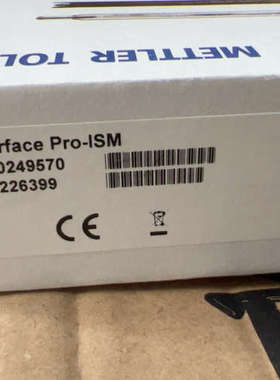 METTLER TOL
rface Pro-ISM
0249570
226399
CE